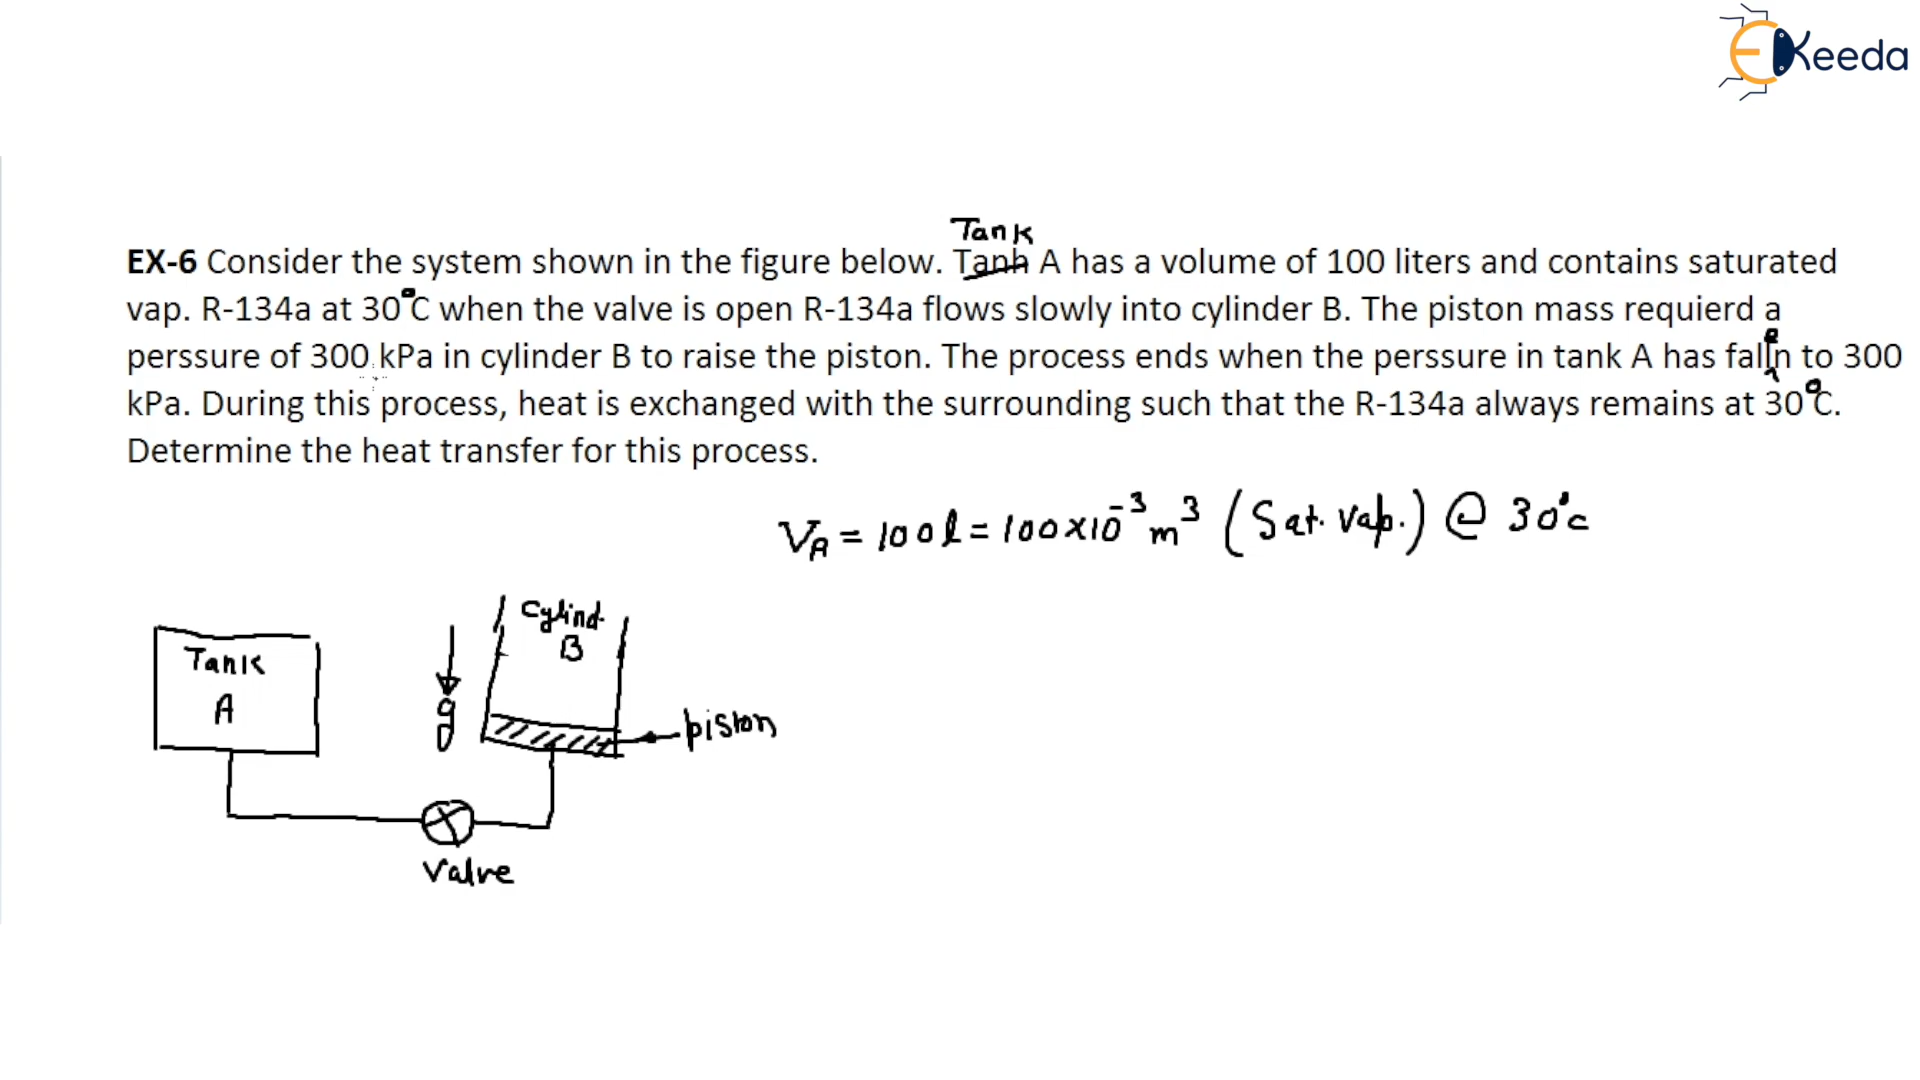 EKeeda
Tank
EX-6 Consider the system shown in the figure below. Tanh A has a volume of 100 liters and contains saturated
vap. R-134a at 30°C when the valve is open R-134a flows slowly into cylinder B. The piston mass requierd a
perssure of 300 kPa in cylinder B to raise the piston. The process ends when the perssure in tank A has fallen to 300
kPa. During this process, heat is exchanged with the surrounding such that the R-134a always remains at 30°C.
Determine the heat transfer for this process.
V_A = 100l = 100×10⁻³ m³ (Sat. Vap.) @ 30°c
Cylind.
B
Tank
A
g
piston
Valve